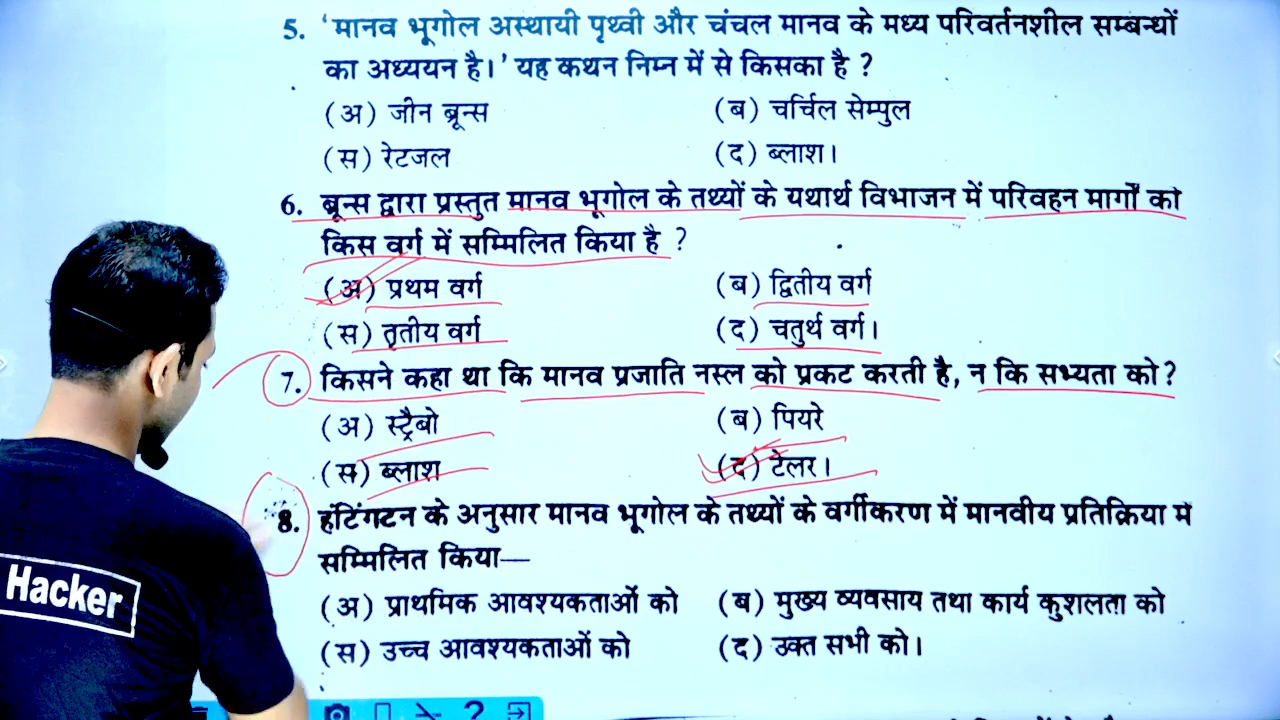 5. 'मानव भूगोल अस्थायी पृथ्वी और चंचल मानव के मध्य परिवर्तनशील सम्बन्धों
का अध्ययन है।' यह कथन निम्न में से किसका है ?
(अ) जीन ब्रून्स (ब) चर्चिल सेम्पुल
(स) रेटजल (द) ब्लाश।
6. ब्रून्स द्वारा प्रस्तुत मानव भूगोल के तथ्यों के यथार्थ विभाजन में परिवहन मार्गों को
किस वर्ग में सम्मिलित किया है ?
(अ) प्रथम वर्ग (ब) द्वितीय वर्ग
(स) तृतीय वर्ग (द) चतुर्थ वर्ग।
7. किसने कहा था कि मानव प्रजाति नस्ल को प्रकट करती है, न कि सभ्यता को?
(अ) स्ट्रैबो (ब) पियरे
(स) ब्लाश (द) टेलर।
8. हंटिंगटन के अनुसार मानव भूगोल के तथ्यों के वर्गीकरण में मानवीय प्रतिक्रिया में
सम्मिलित किया—
(अ) प्राथमिक आवश्यकताओं को (ब) मुख्य व्यवसाय तथा कार्य कुशलता को
(स) उच्च आवश्यकताओं को (द) उक्त सभी को।
Hacker